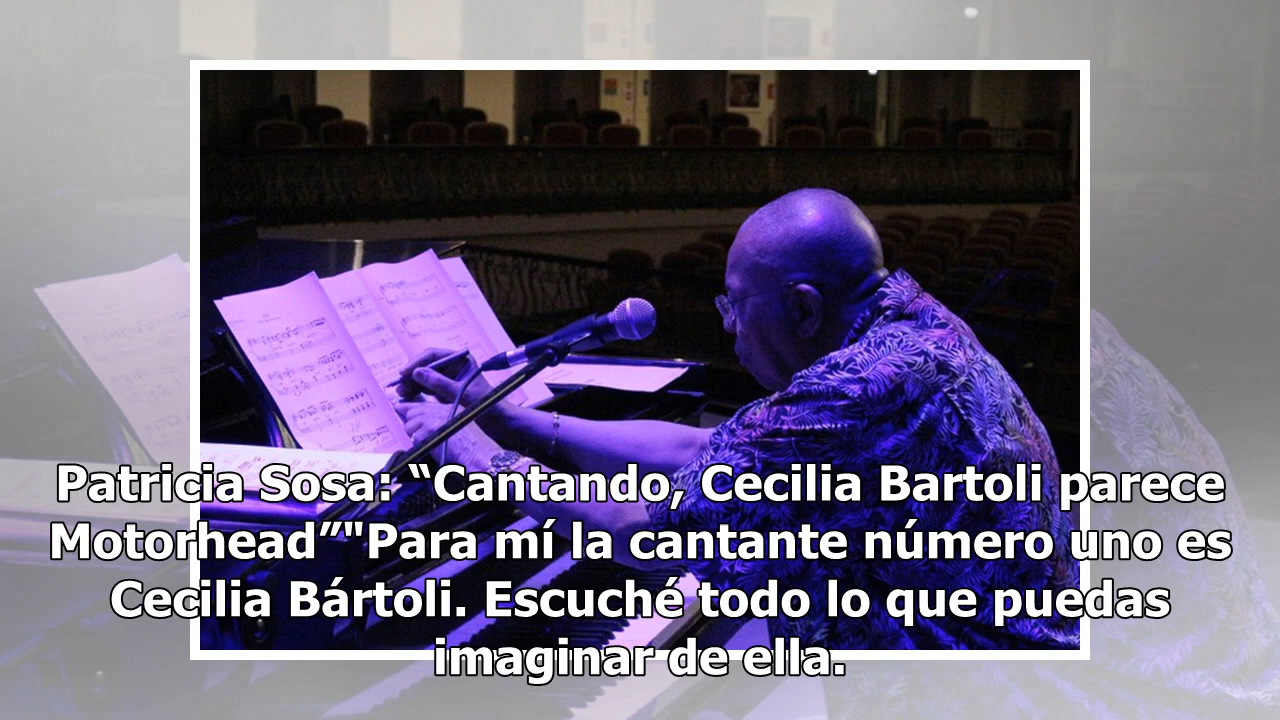 Patricia Sosa: “Cantando, Cecilia Bartoli parece
Motorhead”"Para mí la cantante número uno es
Cecilia Bártoli. Escuché todo lo que puedas
imaginar de ella.